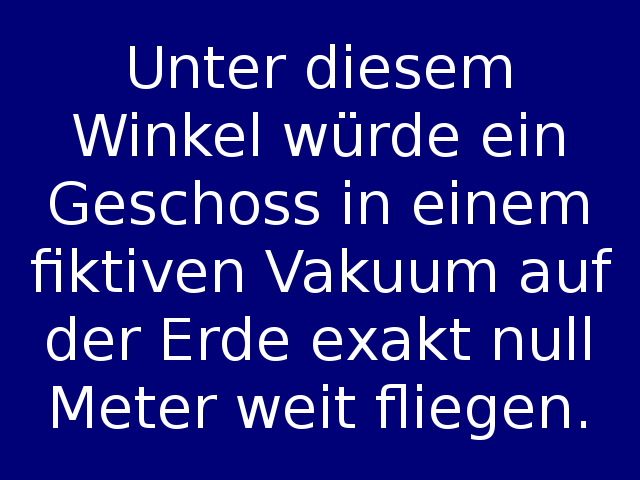 Unter diesem
Winkel würde ein
Geschoss in einem
fiktiven Vakuum auf
der Erde exakt null
Meter weit fliegen.